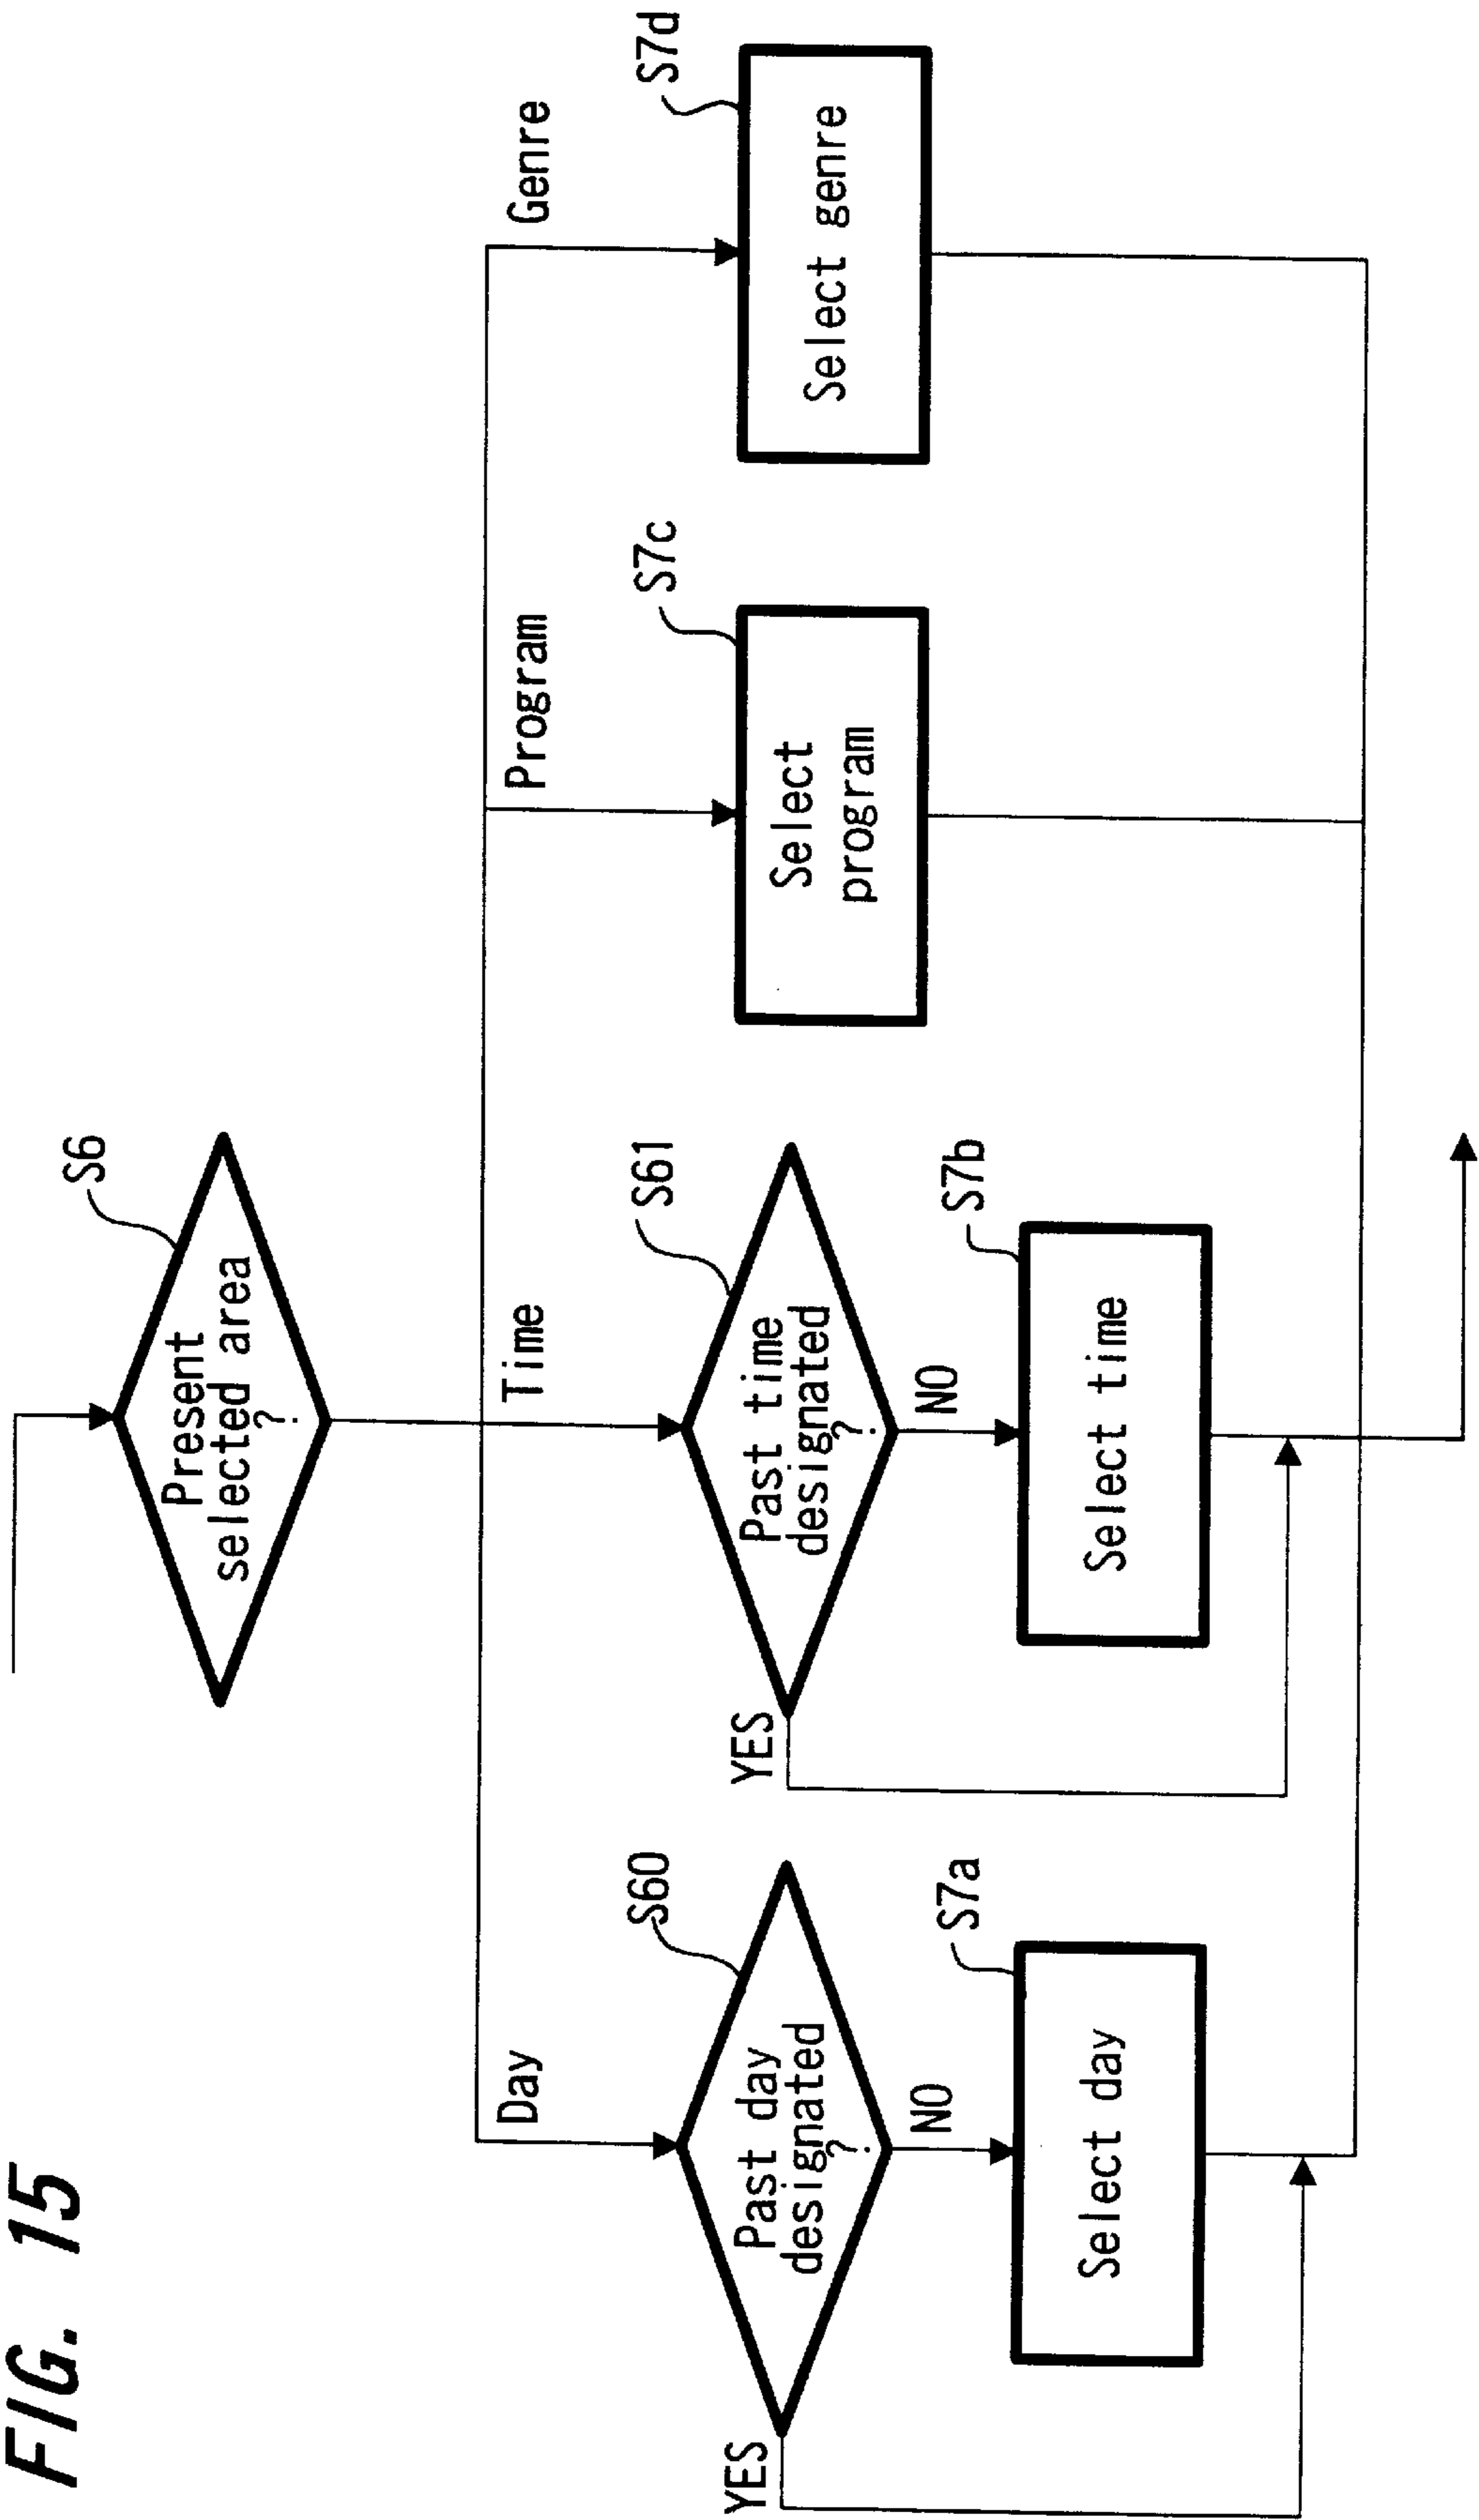 FIG. 15
S6
Present
selected area
?
Day
Time
Program
Genre
S60
Past day
designated
?
YES
NO
S61
Past time
designated
?
YES
NO
S7a
Select day
S7b
Select time
S7c
Select
program
S7d
Select genre